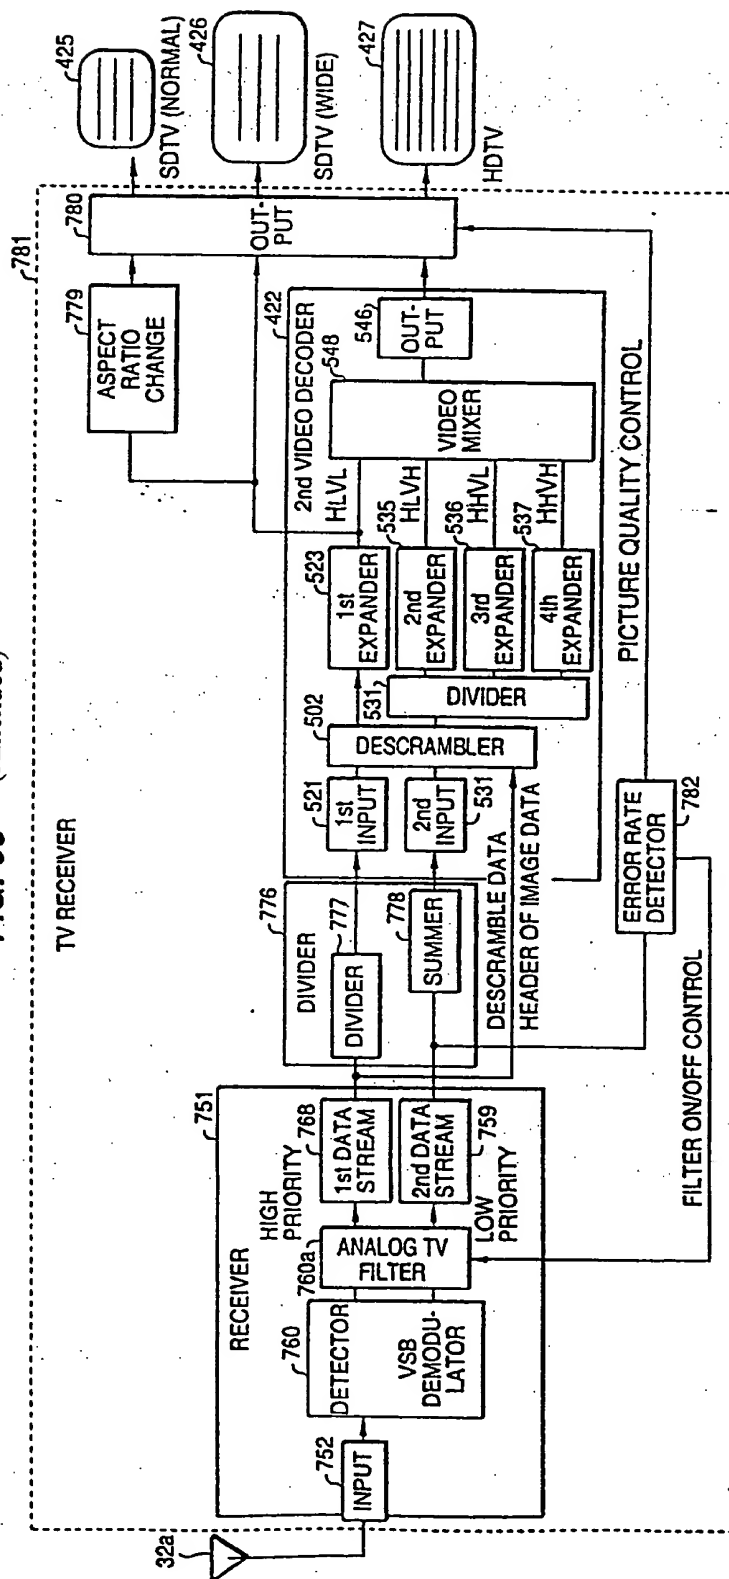 781
TV RECEIVER
32a
751
RECEIVER
752
INPUT
760
DETECTOR
VSB
DEMODU-
LATOR
760a
ANALOG TV
FILTER
HIGH
PRIORITY
768
1st DATA
STREAM
759
2nd DATA
STREAM
LOW
PRIORITY
776
DIVIDER
777
DIVIDER
778
SUMMER
DESCRAMBLE DATA
HEADER OF IMAGE DATA
422
2nd VIDEO DECODER
521
1st
INPUT
531
2nd
INPUT
502
DESCRAMBLER
531
DIVIDER
523
1st
EXPANDER
535
2nd
EXPANDER
536
3rd
EXPANDER
537
4th
EXPANDER
HLVL
HLVH
HHVL
HHVH
548
VIDEO
MIXER
546
OUT-
PUT
779
ASPECT
RATIO
CHANGE
780
OUT-
PUT
425
SDTV (NORMAL)
426
SDTV (WIDE)
427
HDTV
782
ERROR RATE
DETECTOR
FILTER ON/OFF CONTROL
PICTURE QUALITY CONTROL